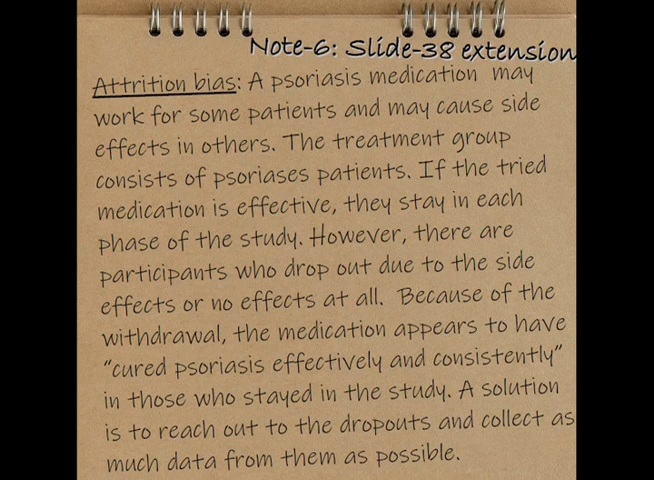 Note-6: Slide-38 extension
Attrition bias: A psoriasis medication may
work for some patients and may cause side
effects in others. The treatment group
consists of psoriases patients. If the tried
medication is effective, they stay in each
phase of the study. However, there are
participants who drop out due to the side
effects or no effects at all. Because of the
withdrawal, the medication appears to have
“cured psoriasis effectively and consistently”
in those who stayed in the study. A solution
is to reach out to the dropouts and collect as
much data from them as possible.